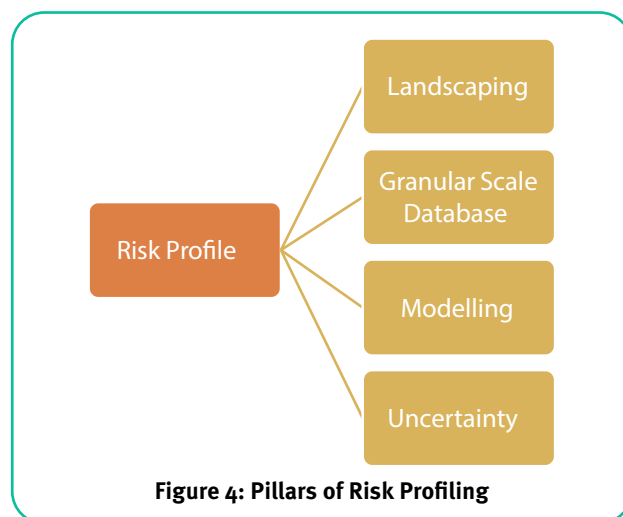 Landscaping
Granular Scale
Database
Risk Profile
Modelling
Uncertainty
Figure 4: Pillars of Risk Profiling